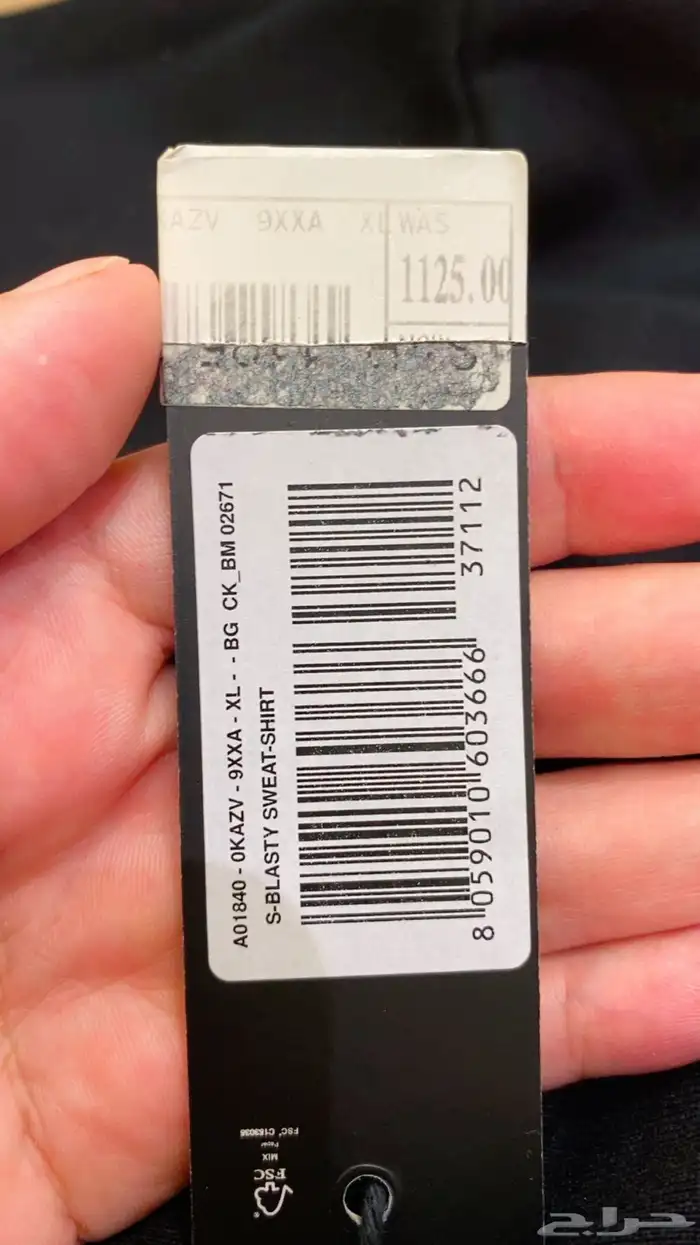 KAZV 9XXA XL WAS
1125.00
A01840 - 0KAZV - 9XXA - XL - - BG CK_BM 02671
S-BLASTY SWEAT-SHIRT
8 059010 603666 37112
FSC
MIX
Paper
FSC® C153035
حراج